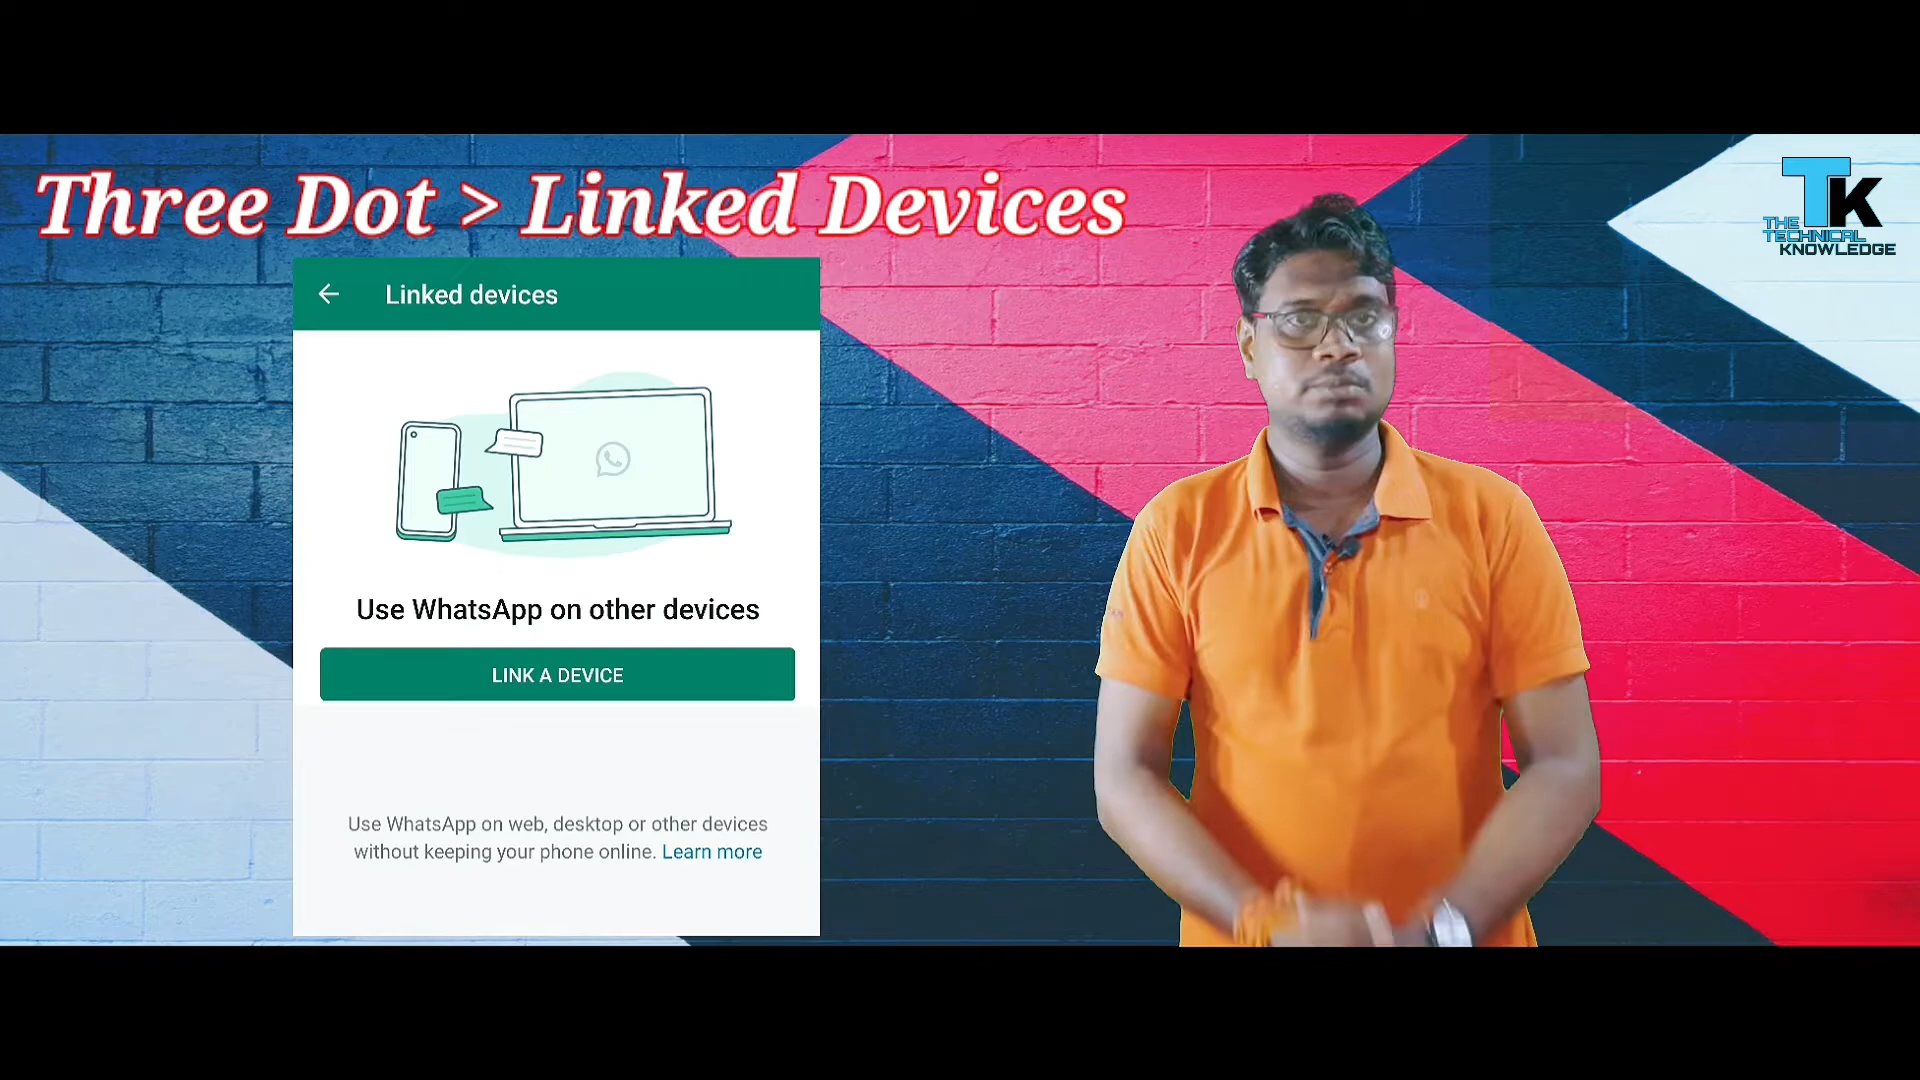 Three Dot > Linked Devices
TK
THE
TECHNICAL
KNOWLEDGE
Linked devices
Use WhatsApp on other devices
LINK A DEVICE
Use WhatsApp on web, desktop or other devices
without keeping your phone online. Learn more